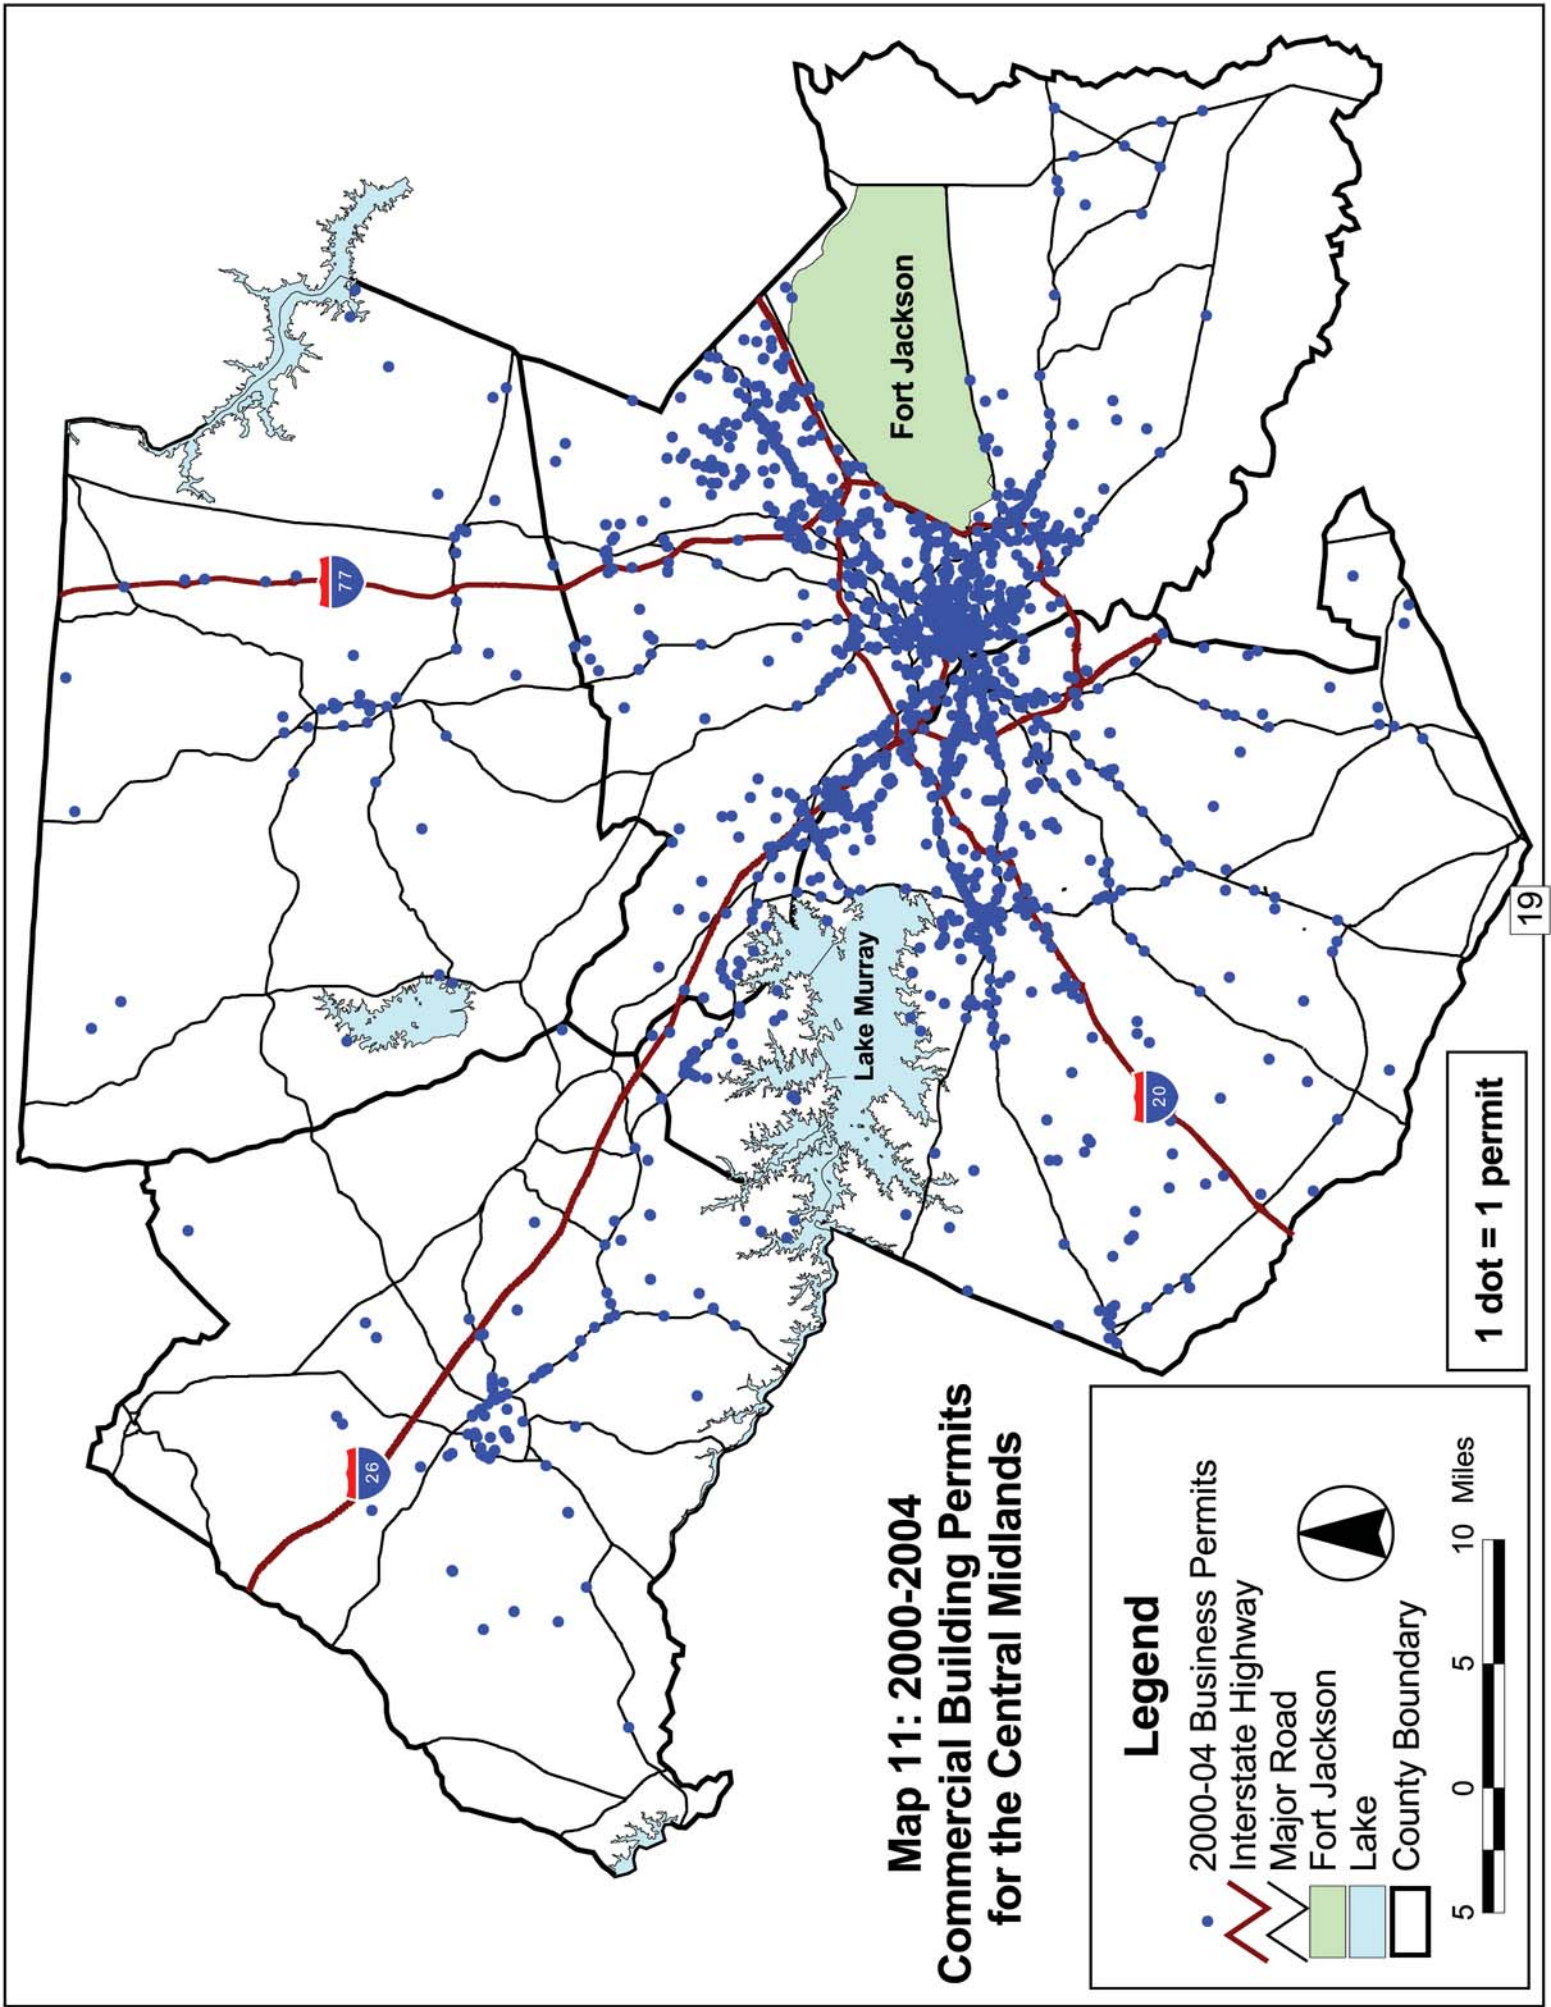 Map 11: 2000-2004
Commercial Building Permits
for the Central Midlands
Legend
2000-04 Business Permits
Interstate Highway
Major Road
Fort Jackson
Lake
County Boundary
5 0 5 10 Miles
1 dot = 1 permit
26
77
20
Lake Murray
Fort Jackson
19